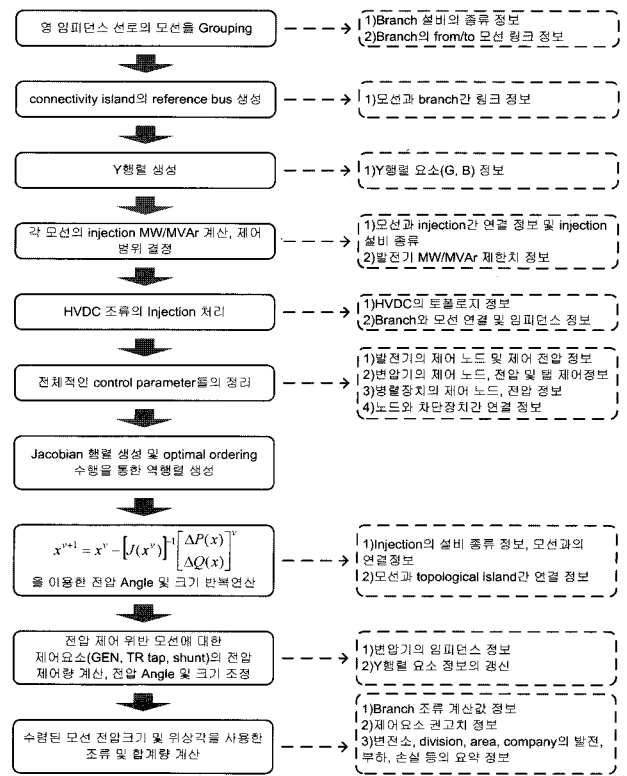 영 임피던스 선로의 모선을 Grouping
1)Branch 설비의 종류 정보
2)Branch의 from/to 모선 링크 정보
connectivity island의 reference bus 생성
1)모선과 branch간 링크 정보
Y행렬 생성
1)Y행렬 요소(G, B) 정보
각 모선의 injection MW/MVAr 계산, 제어
범위 결정
1)모선과 injection간 연결 정보 및 injection
설비 종류
2)발전기 MW/MVAr 제한치 정보
HVDC 조류의 Injection 처리
1)HVDC의 토폴로지 정보
2)Branch와 모선 연결 및 임피던스 정보
전체적인 control parameter들의 정리
1)발전기의 제어 노드 및 제어 전압 정보
2)변압기의 제어 노드, 전압 및 탭 제어정보
3)병렬장치의 제어 노드, 전압 정보
4)노드와 차단장치간 연결 정보
Jacobian 행렬 생성 및 optimal ordering
수행을 통한 역행렬 생성
x^{v+1} = x^v − [J(x^v)]^{-1} [ΔP(x) ΔQ(x)]^v
을 이용한 전압 Angle 및 크기 반복연산
1)Injection의 설비 종류 정보, 모선과의
연결정보
2)모선과 topological island간 연결 정보
전압 제어 위반 모선에 대한
제어요소(GEN, TR tap, shunt)의 전압
제어량 계산, 전압 Angle 및 크기 조정
1)변압기의 임피던스 정보
2)Y행렬 요소 정보의 갱신
수렴된 모선 전압크기 및 위상각을 사용한
조류 및 합계량 계산
1)Branch 조류 계산값 정보
2)제어요소 권고치 정보
3)변전소, division, area, company의 발전,
부하, 손실 등의 요약 정보